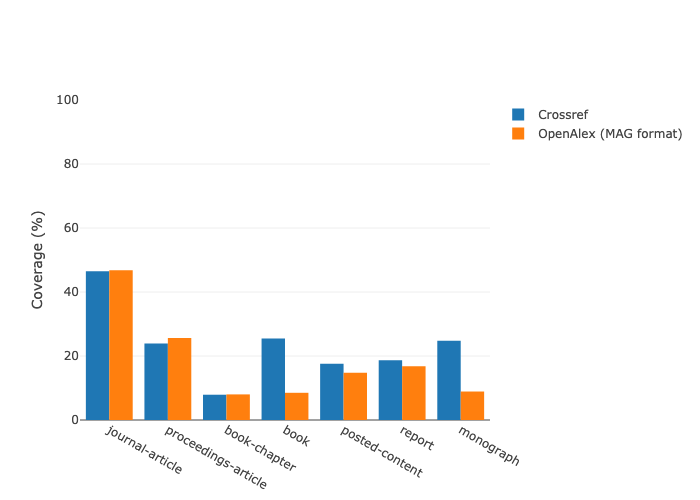 100
80
60
40
20
0
Coverage (%)
journal-article
proceedings-article
book-chapter
book
posted-content
report
monograph
Crossref
OpenAlex (MAG format)